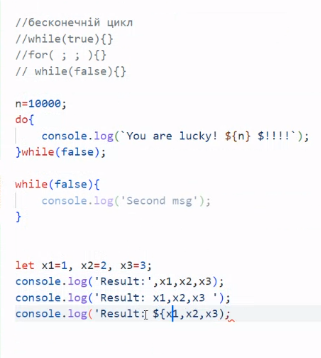 //бесконечній цикл
//while(true){}
//for( ; ; ){}
// while(false){}
n=10000;
do{
console.log(`You are lucky! ${n} $!!!!`);
}while(false);
while(false){
console.log('Second msg');
}
let x1=1, x2=2, x3=3;
console.log('Result:',x1,x2,x3);
console.log('Result: x1,x2,x3 ');
console.log('Result: ${x1,x2,x3);